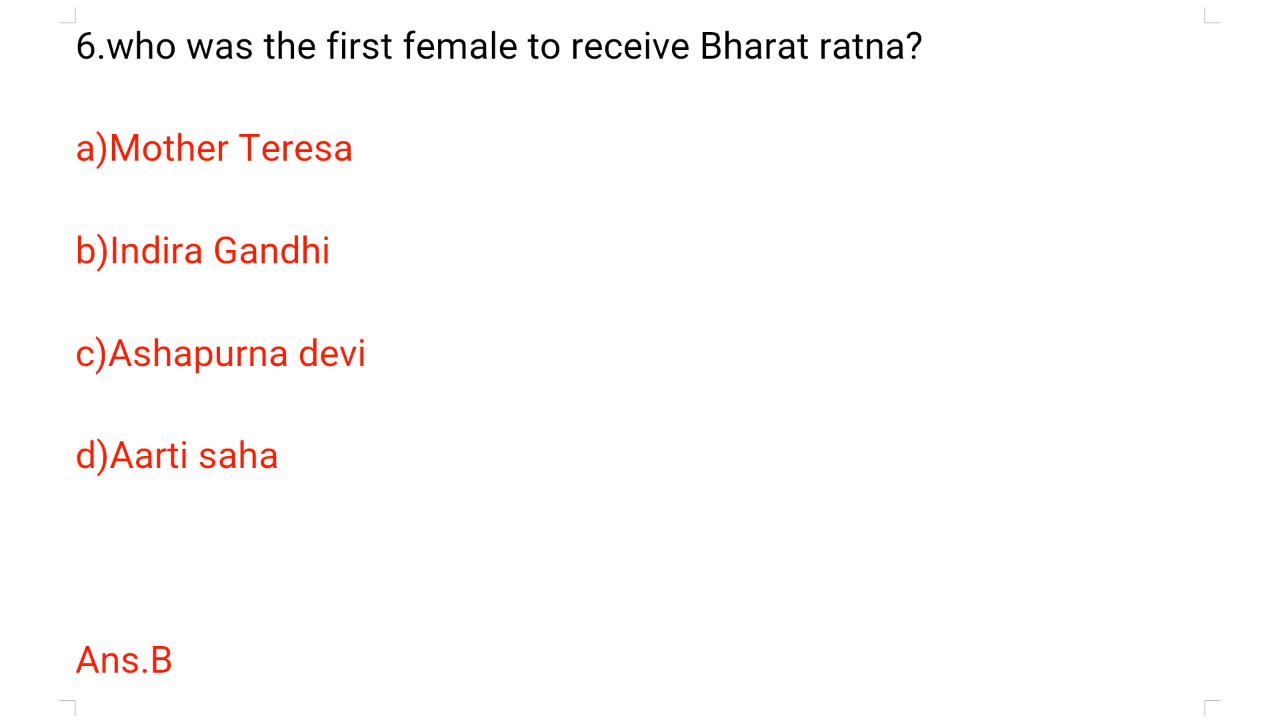 6.who was the first female to receive Bharat ratna?
a)Mother Teresa
b)Indira Gandhi
c)Ashapurna devi
d)Aarti saha
Ans.B